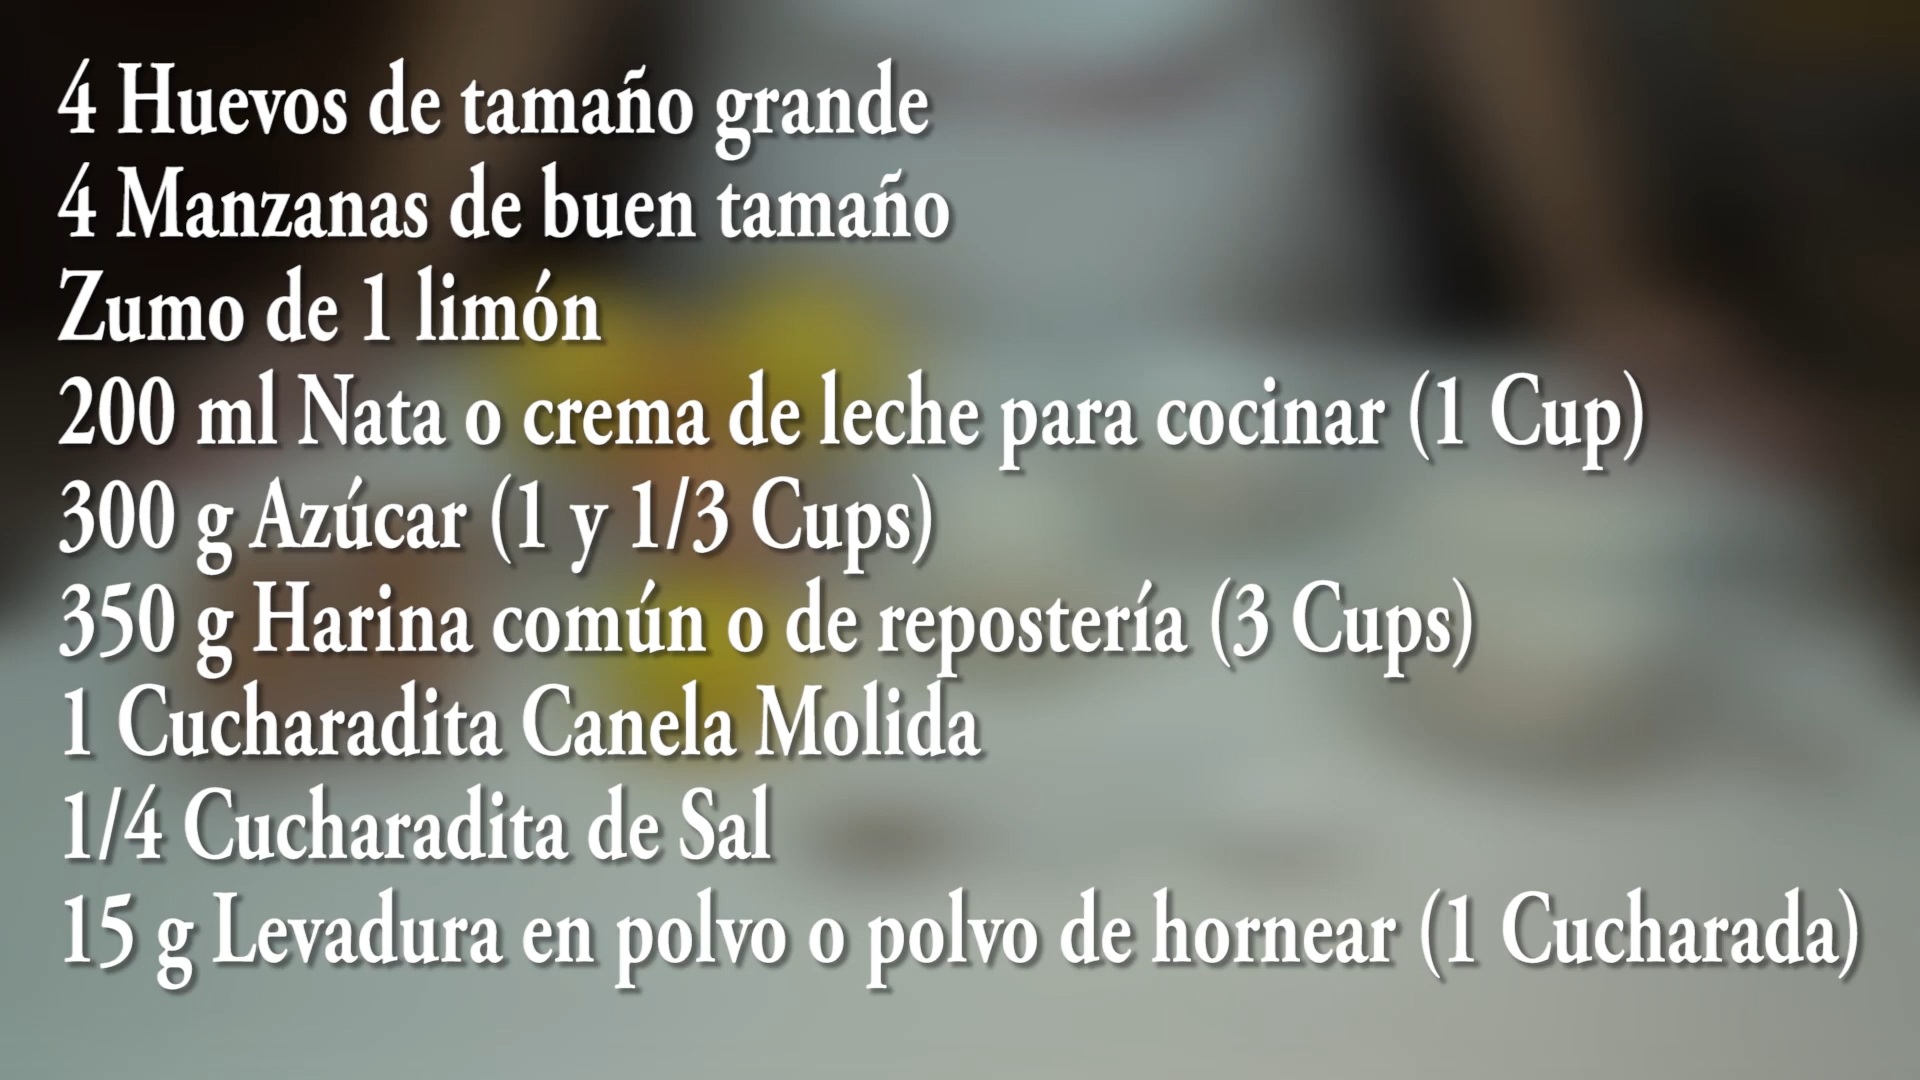 4 Huevos de tamaño grande
4 Manzanas de buen tamaño
Zumo de 1 limón
200 ml Nata o crema de leche para cocinar (1 Cup)
300 g Azúcar (1 y 1/3 Cups)
350 g Harina común o de repostería (3 Cups)
1 Cucharadita Canela Molida
1/4 Cucharadita de Sal
15 g Levadura en polvo o polvo de hornear (1 Cucharada)